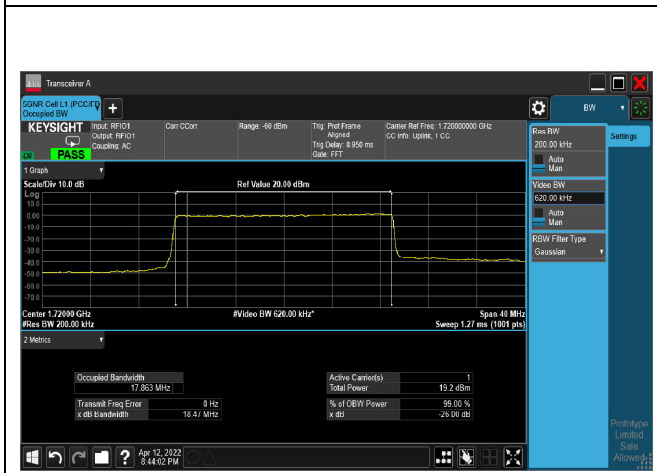 Transceiver A
5GNR Cell L1 (PCC/FD
Occupied BW
BW
KEYSIGHT
PASS
Input: RFIO1
Output: RFIO1
Coupling: AC
Corr CCorr
Range: -60 dBm
Trig: Prot Frame
Aligned
Trig Delay: 8.950 ms
Gate: FFT
Carrier Ref Freq: 1.720000000 GHz
CC Info: Uplink, 1 CC
Res BW
200.00 kHz
Auto
Man
Video BW
620.00 kHz
Auto
Man
RBW Filter Type
Gaussian
Settings
1 Graph
Scale/Div 10.0 dB
Ref Value 20.00 dBm
Log
10.0
0.00
-10.0
-20.0
-30.0
-40.0
-50.0
-60.0
-70.0
Center 1.72000 GHz
#Video BW 620.00 kHz*
Span 40 MHz
#Res BW 200.00 kHz
Sweep 1.27 ms (1001 pts)
2 Metrics
Occupied Bandwidth
17.863 MHz
Transmit Freq Error 0 Hz
x dB Bandwidth 18.47 MHz
Active Carrier(s) 1
Total Power 19.2 dBm
% of OBW Power 99.00 %
x dB -26.00 dB
Prototype
Limited
Sale
Allowed
?
Apr 12, 2022
8:44:02 PM